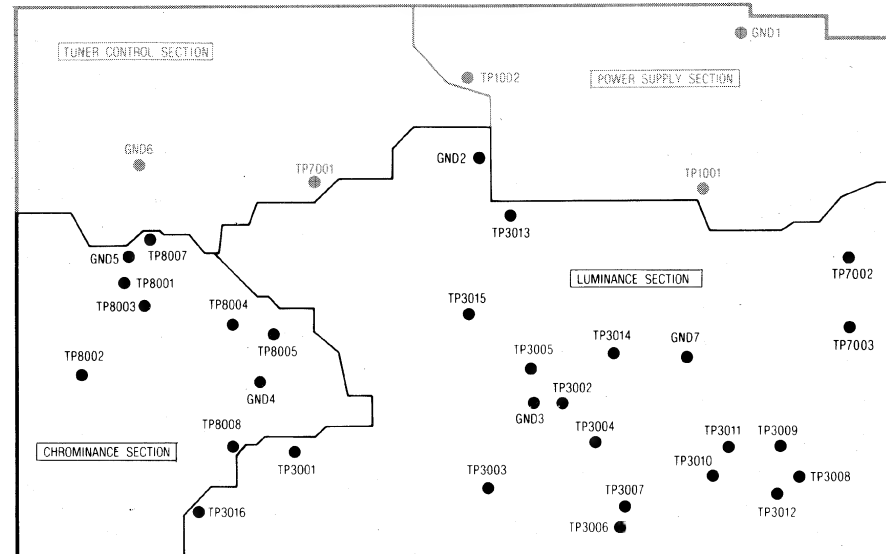 GND1
TUNER CONTROL SECTION
TP1002
POWER SUPPLY SECTION
GND6
TP7001
GND2
TP1001
TP3013
TP8007
GND5
TP8001
TP8003
LUMINANCE SECTION
TP7002
TP8004
TP3015
TP8005
TP3014
GND7
TP7003
TP8002
TP3005
GND4
TP3002
GND3
TP8008
TP3004
TP3011
TP3009
CHROMINANCE SECTION
TP3001
TP3003
TP3010
TP3008
TP3007
TP3012
TP3016
TP3006